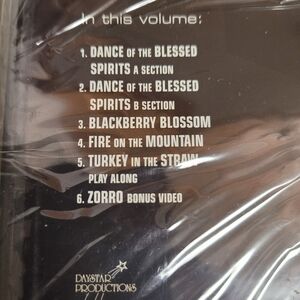 In this volume:
1. DANCE OF THE BLESSED
SPIRITS A SECTION
2. DANCE OF THE BLESSED
SPIRITS B SECTION
3. BLACKBERRY BLOSSOM
4. FIRE ON THE MOUNTAIN
5. TURKEY IN THE STRAW
PLAY ALONG
6. ZORRO BONUS VIDEO
DAYSTAR
PRODUCTIONS